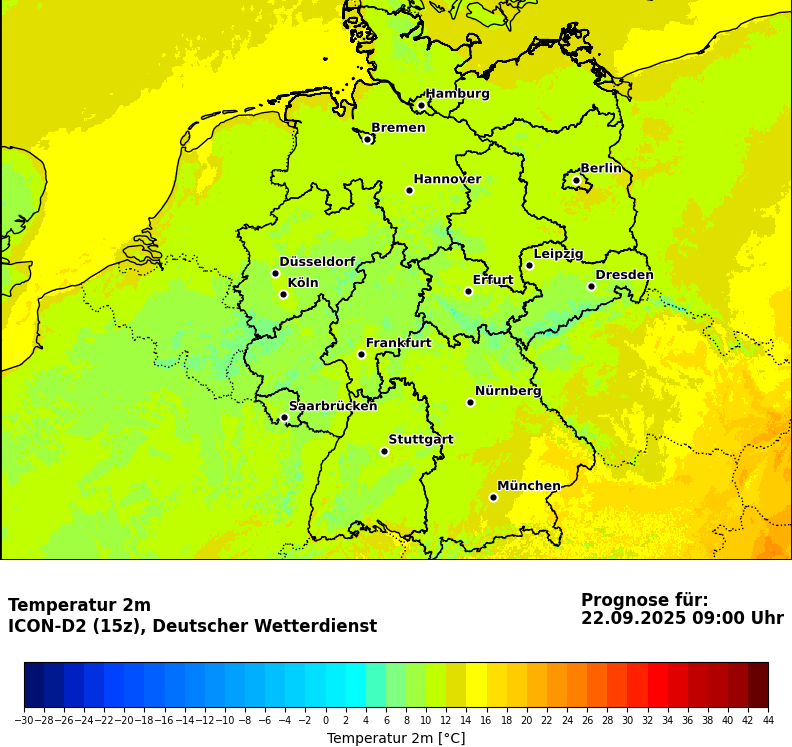 Hamburg
Bremen
Berlin
Hannover
Leipzig
Düsseldorf
Dresden
Erfurt
Köln
Frankfurt
Nürnberg
Saarbrücken
Stuttgart
München
Temperatur 2m
ICON-D2 (15z), Deutscher Wetterdienst
Prognose für:
22.09.2025 09:00 Uhr
−30 −28 −26 −24 −22 −20 −18 −16 −14 −12 −10 −8 −6 −4 −2 0 2 4 6 8 10 12 14 16 18 20 22 24 26 28 30 32 34 36 38 40 42 44
Temperatur 2m [°C]